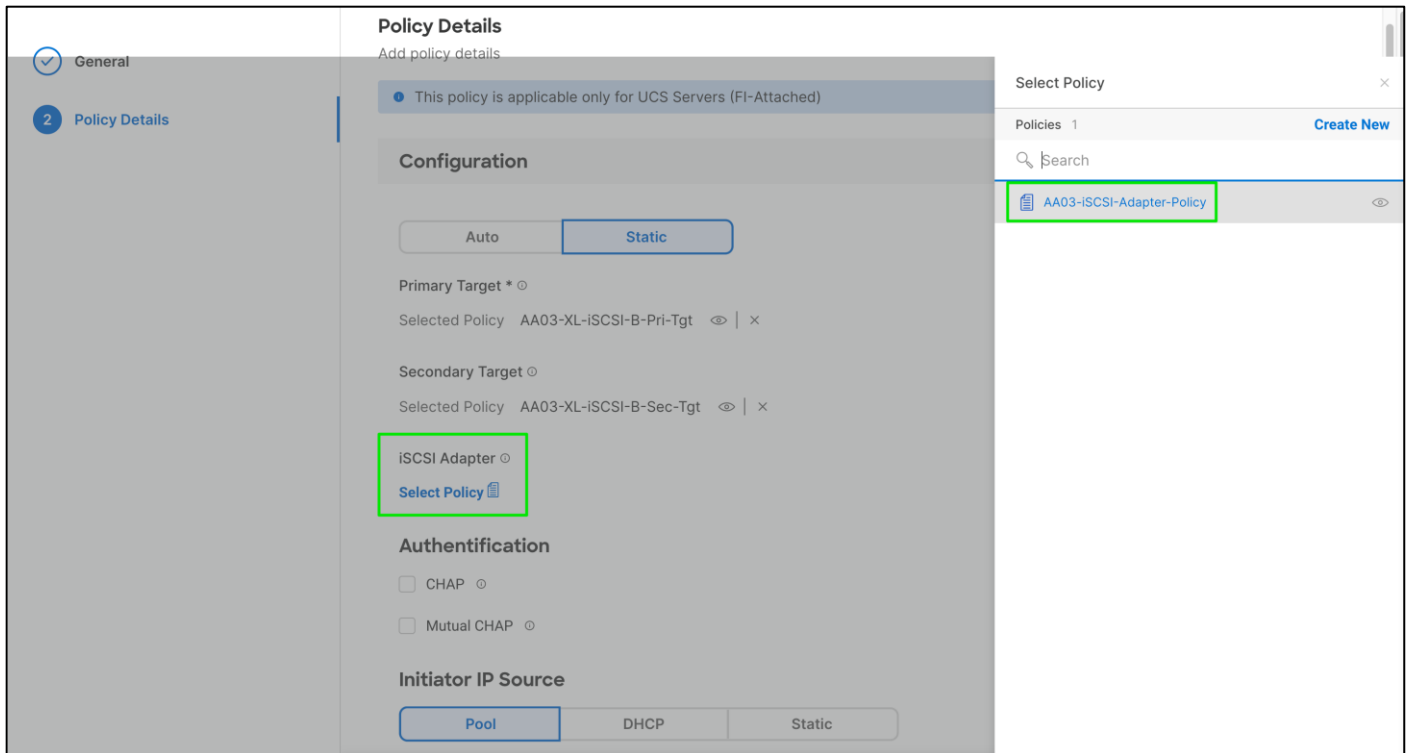 General
2 Policy Details
Policy Details
Add policy details
This policy is applicable only for UCS Servers (FI-Attached)
Configuration
Auto Static
Primary Target *
Selected Policy AA03-XL-iSCSI-B-Pri-Tgt
Secondary Target
Selected Policy AA03-XL-iSCSI-B-Sec-Tgt
iSCSI Adapter
Select Policy
Authentification
CHAP
Mutual CHAP
Initiator IP Source
Pool DHCP Static
Select Policy
Policies 1 Create New
Search
AA03-iSCSI-Adapter-Policy